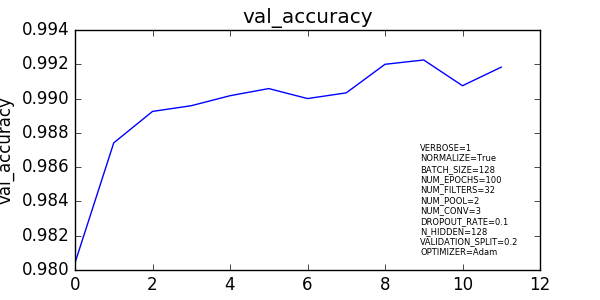 val_accuracy
0.994
0.992
0.990
0.988
0.986
0.984
0.982
0.980
val_accuracy
VERBOSE=1
NORMALIZE=True
BATCH_SIZE=128
NUM_EPOCHS=100
NUM_FILTERS=32
NUM_POOL=2
NUM_CONV=3
DROPOUT_RATE=0.1
N_HIDDEN=128
VALIDATION_SPLIT=0.2
OPTIMIZER=Adam
0 2 4 6 8 10 12